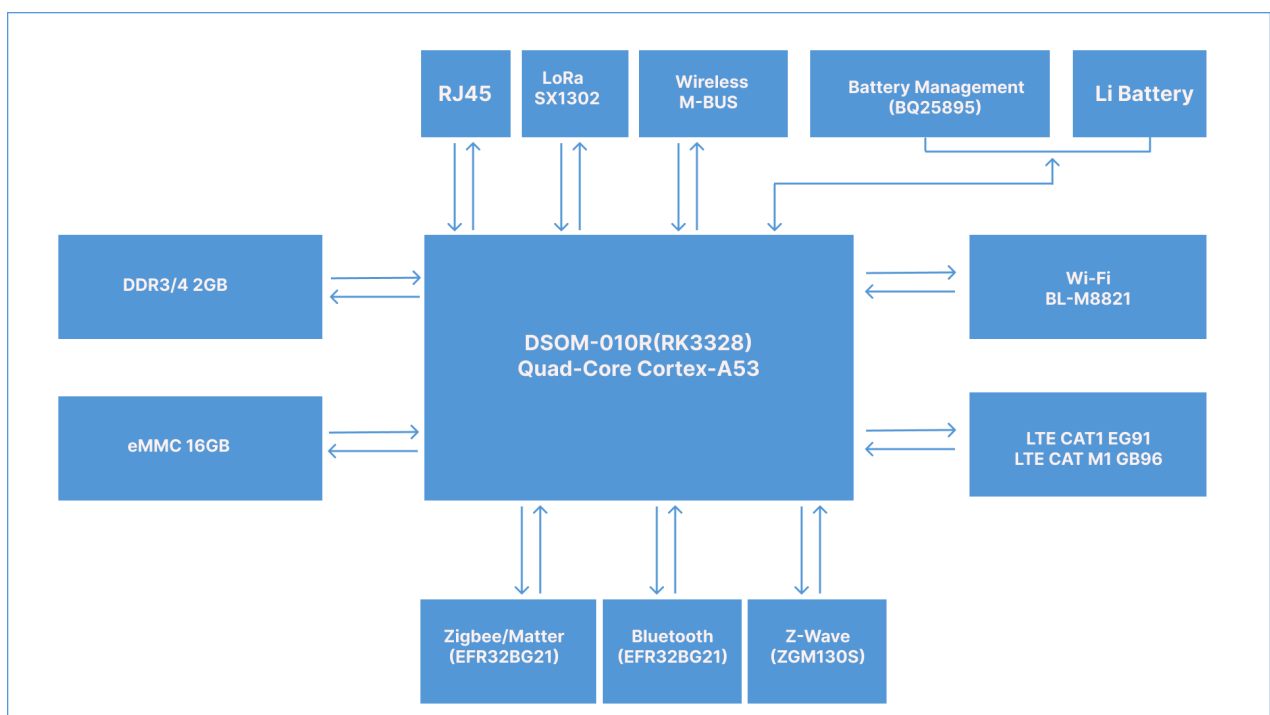 RJ45
LoRa
SX1302
Wireless
M-BUS
Battery Management
(BQ25895)
Li Battery
DDR3/4 2GB
DSOM-010R(RK3328)
Quad-Core Cortex-A53
Wi-Fi
BL-M8821
eMMC 16GB
LTE CAT1 EG91
LTE CAT M1 GB96
Zigbee/Matter
(EFR32BG21)
Bluetooth
(EFR32BG21)
Z-Wave
(ZGM130S)